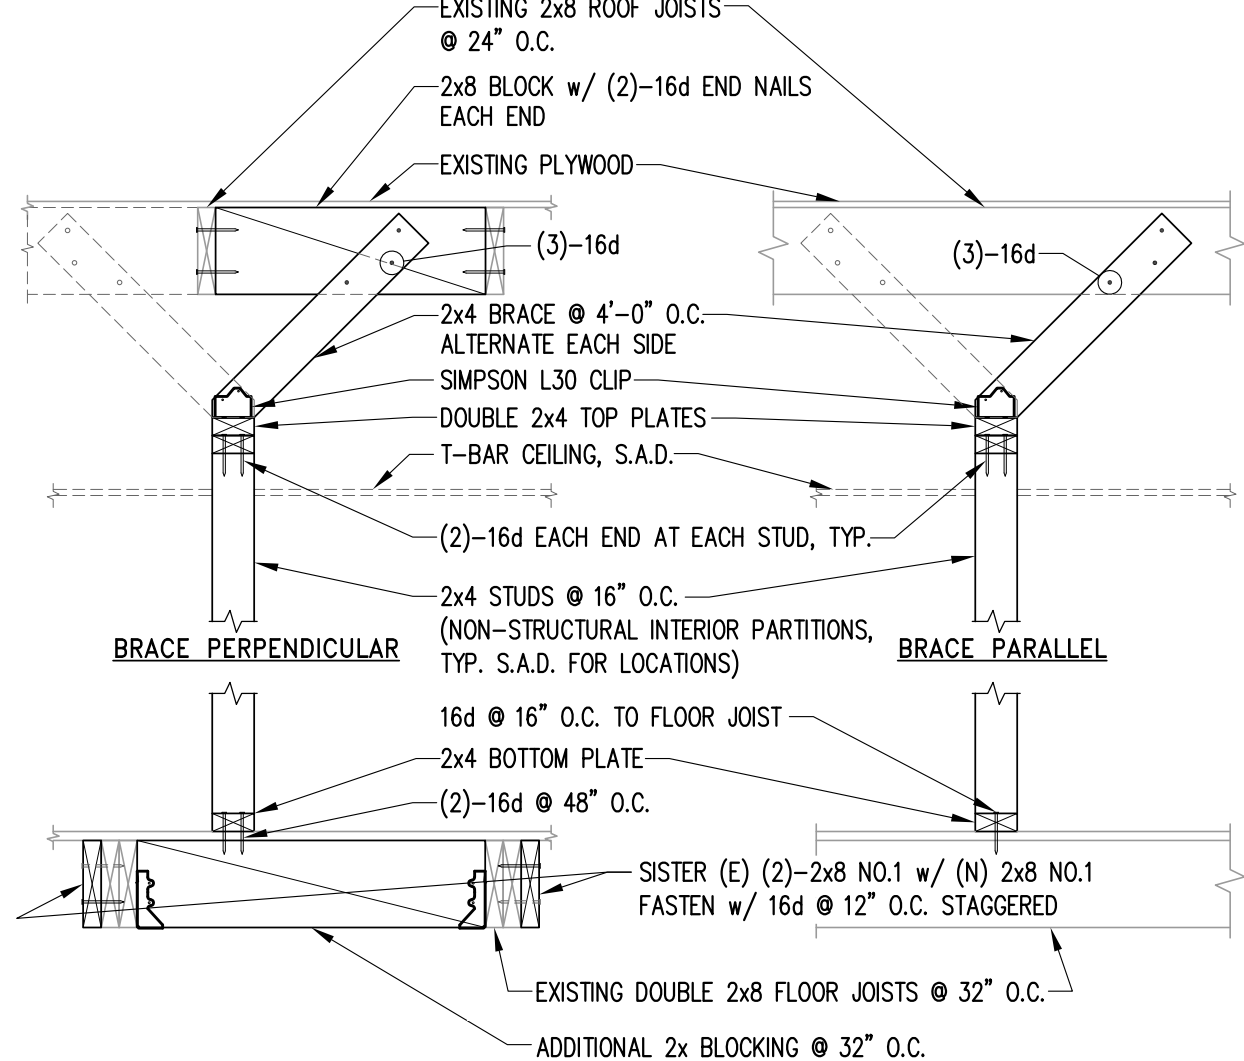 EXISTING 2x8 ROOF JOISTS
@ 24" O.C.
2x8 BLOCK w/ (2)-16d END NAILS
EACH END
EXISTING PLYWOOD
(3)-16d
(3)-16d
2x4 BRACE @ 4'-0" O.C.
ALTERNATE EACH SIDE
SIMPSON L30 CLIP
DOUBLE 2x4 TOP PLATES
T-BAR CEILING, S.A.D.
(2)-16d EACH END AT EACH STUD, TYP.
2x4 STUDS @ 16" O.C.
(NON-STRUCTURAL INTERIOR PARTITIONS,
TYP. S.A.D. FOR LOCATIONS)
BRACE PERPENDICULAR
BRACE PARALLEL
16d @ 16" O.C. TO FLOOR JOIST
2x4 BOTTOM PLATE
(2)-16d @ 48" O.C.
SISTER (E) (2)-2x8 NO.1 w/ (N) 2x8 NO.1
FASTEN w/ 16d @ 12" O.C. STAGGERED
EXISTING DOUBLE 2x8 FLOOR JOISTS @ 32" O.C.
ADDITIONAL 2x BLOCKING @ 32" O.C.